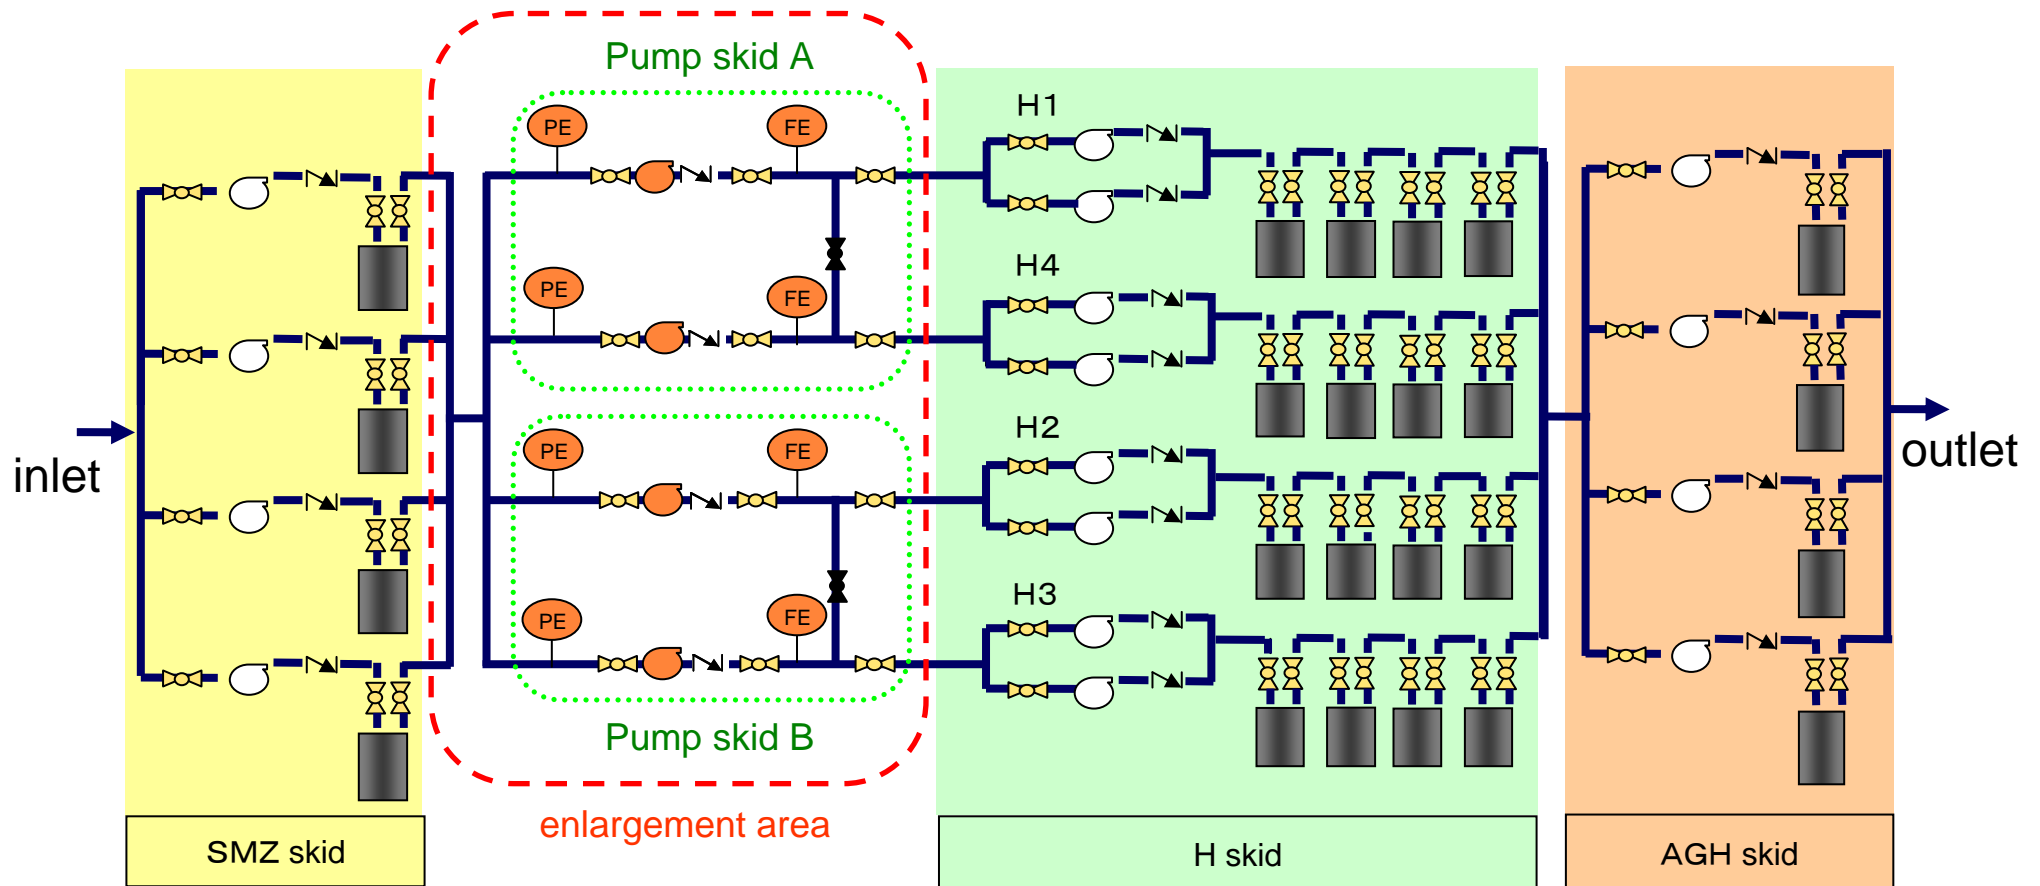 Pump skid A
PE
FE
H1
PE
FE
H4
inlet
PE
FE
H2
outlet
PE
FE
H3
Pump skid B
enlargement area
SMZ skid
H skid
AGH skid